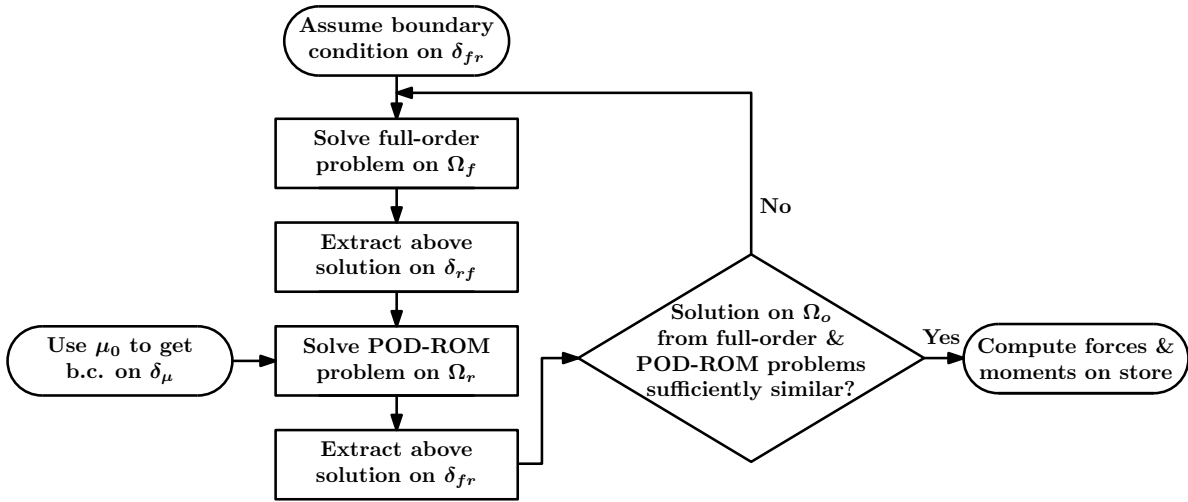 Assume boundary
condition on δ_fr
Solve full-order
problem on Ω_f
Extract above
solution on δ_rf
Use μ_0 to get
b.c. on δ_μ
Solve POD-ROM
problem on Ω_r
Extract above
solution on δ_fr
No
Solution on Ω_o
from full-order &
POD-ROM problems
sufficiently similar?
Yes
Compute forces &
moments on store